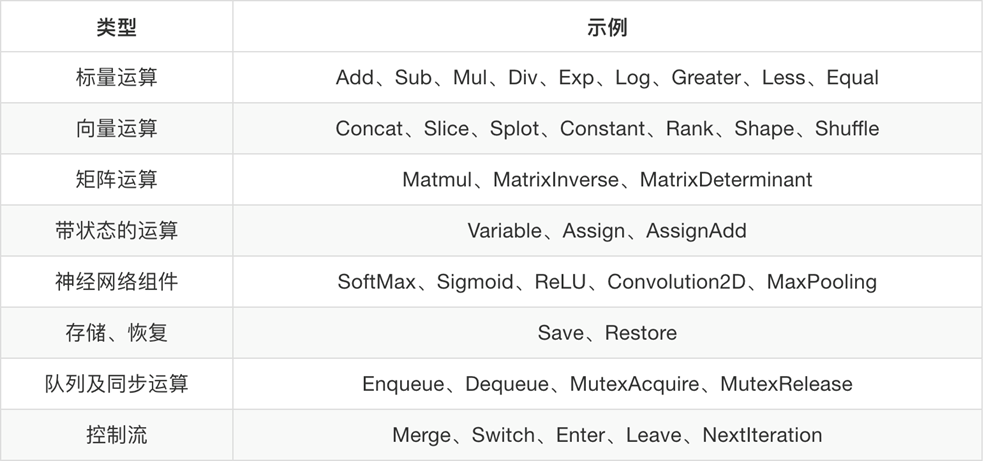 类型 示例
标量运算 Add、Sub、Mul、Div、Exp、Log、Greater、Less、Equal
向量运算 Concat、Slice、Splot、Constant、Rank、Shape、Shuffle
矩阵运算 Matmul、MatrixInverse、MatrixDeterminant
带状态的运算 Variable、Assign、AssignAdd
神经网络组件 SoftMax、Sigmoid、ReLU、Convolution2D、MaxPooling
存储、恢复 Save、Restore
队列及同步运算 Enqueue、Dequeue、MutexAcquire、MutexRelease
控制流 Merge、Switch、Enter、Leave、NextIteration